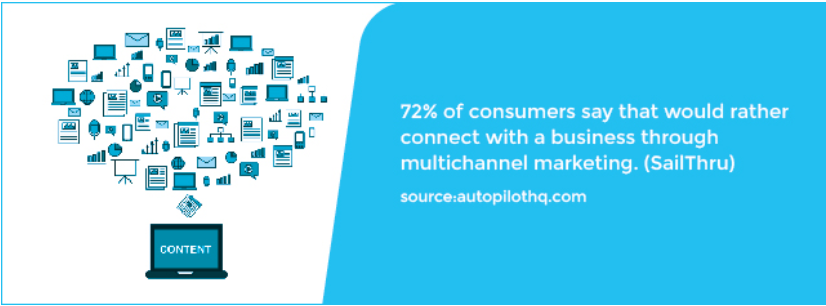 72% of consumers say that would rather
connect with a business through
multichannel marketing. (SailThru)
source:autopilothq.com
CONTENT